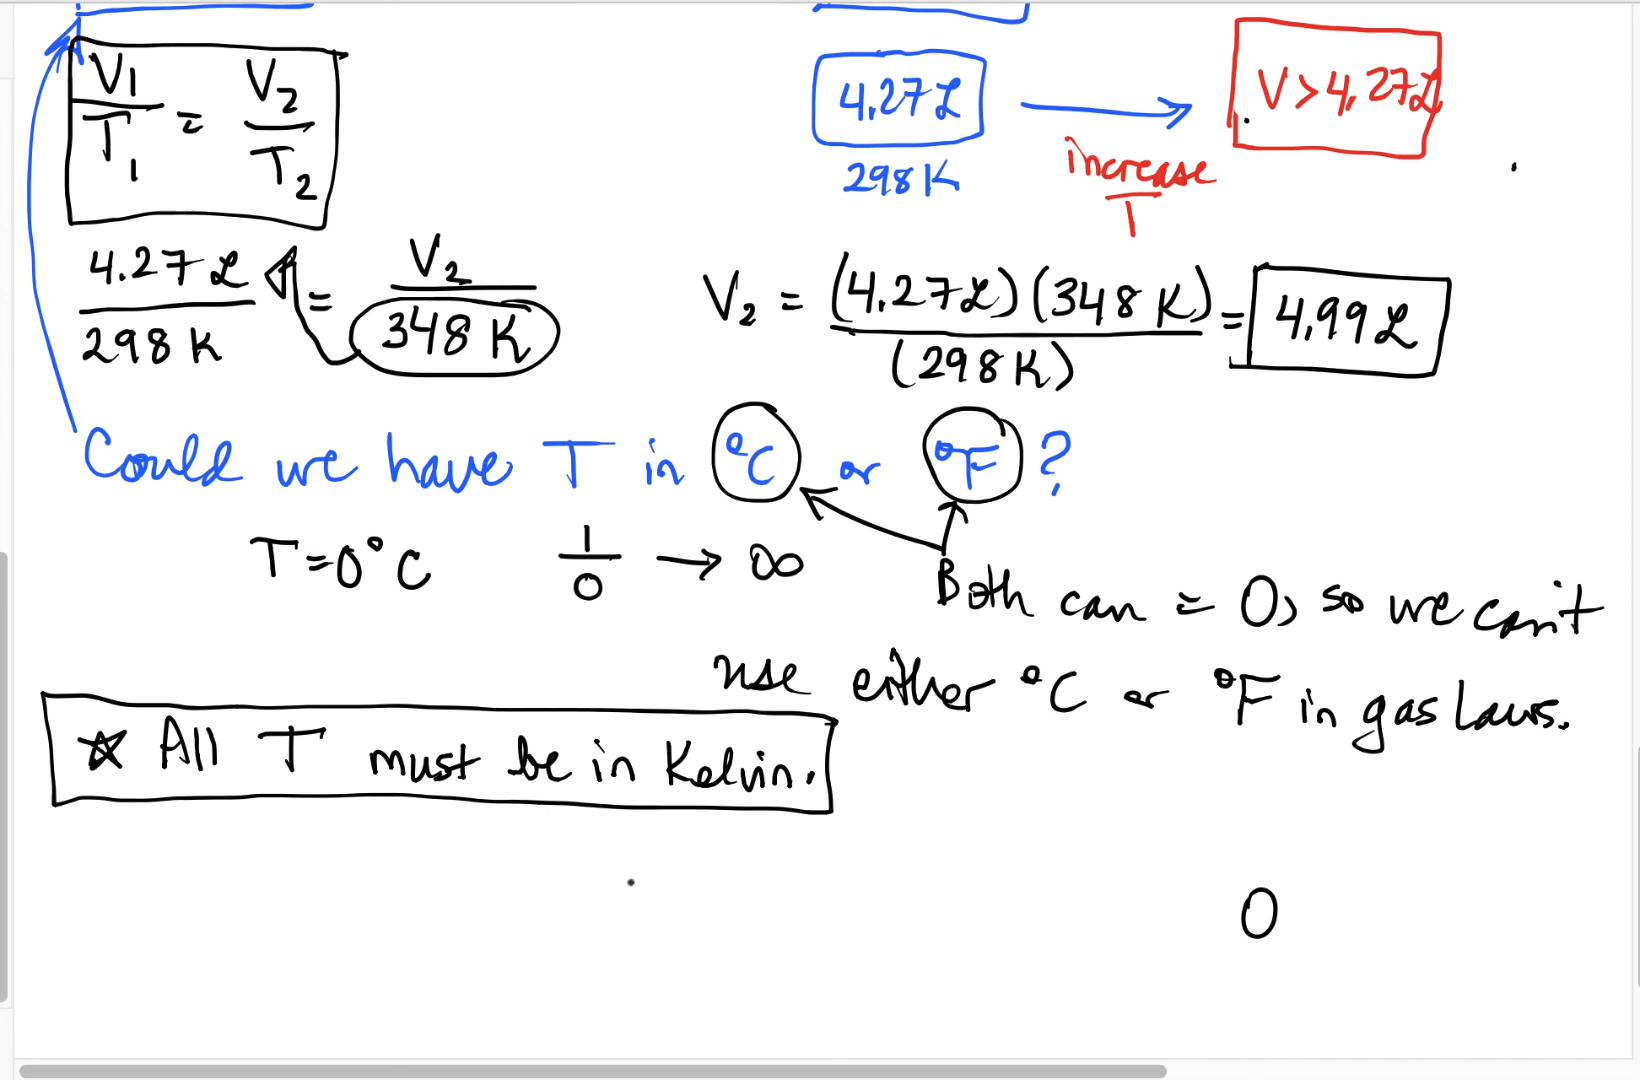 V1/T1 = V2/T2
4.27 L → V > 4.27 L
298 K increase T
4.27 L / 298 K = V2 / 348 K
V2 = (4.27 L)(348 K) / (298 K) = 4.99 L
Could we have T in °C or °F?
T = 0°C 1/0 → ∞
Both can = 0, so we can't
use either °C or °F in gas laws.
☆ All T must be in Kelvin.
0